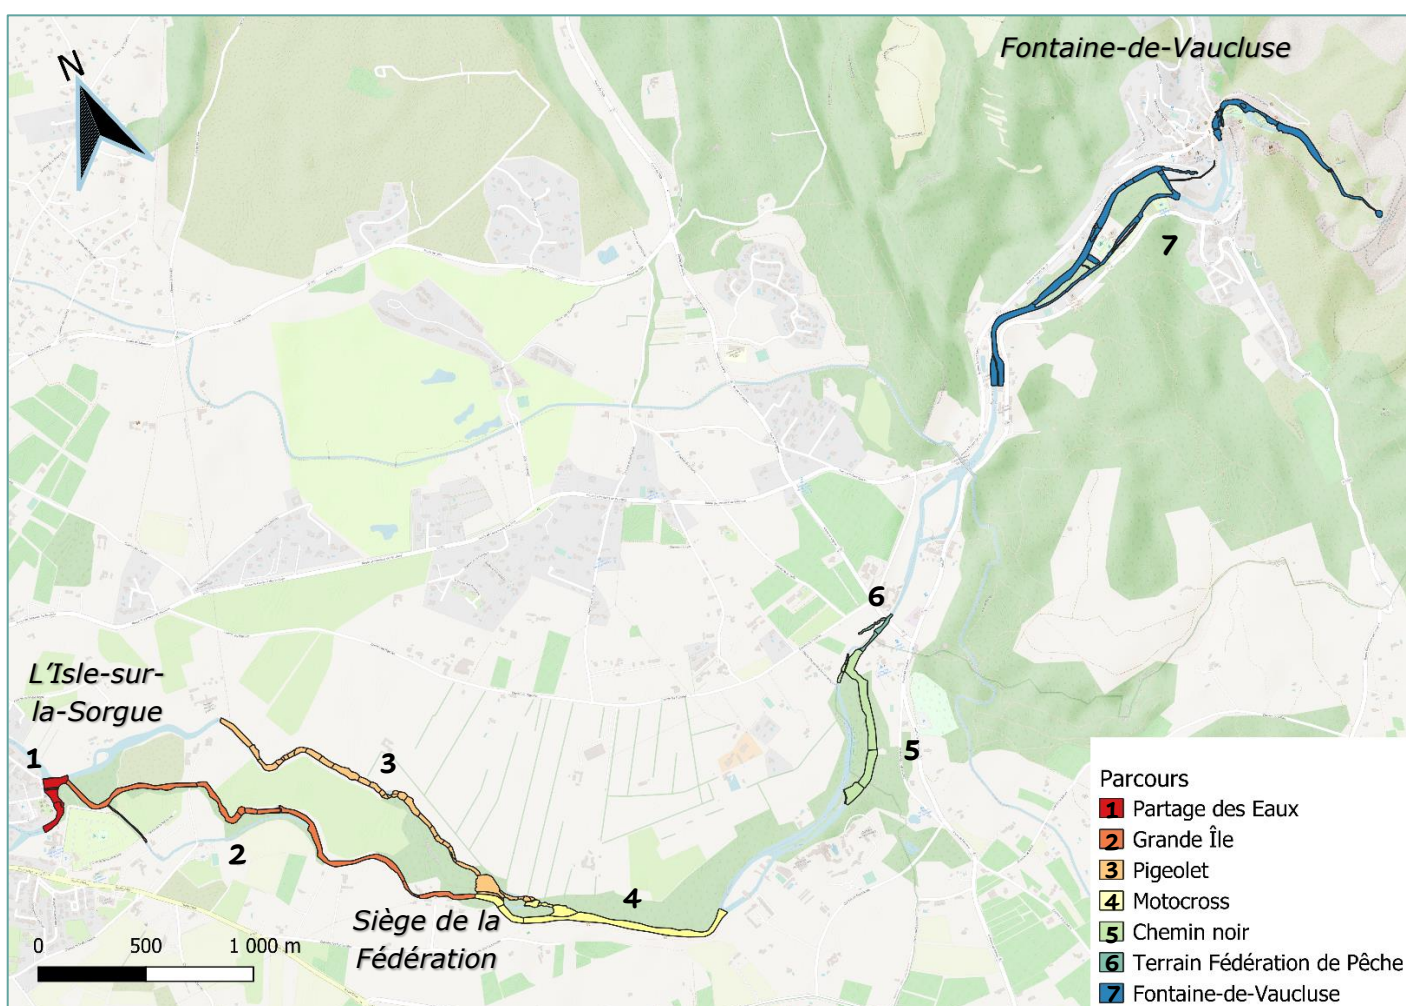 Fontaine-de-Vaucluse
N
7
6
L'Isle-sur-
la-Sorgue
1
3
5
2
4
Siège de la
Fédération
0 500 1 000 m
Parcours
1 Partage des Eaux
2 Grande Île
3 Pigeolet
4 Motocross
5 Chemin noir
6 Terrain Fédération de Pêche
7 Fontaine-de-Vaucluse